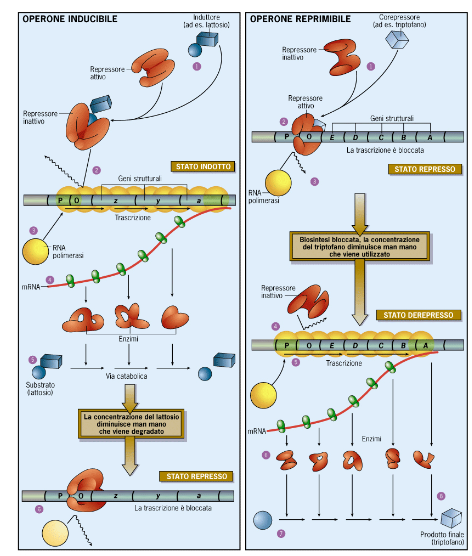 OPERONE INDUCIBILE
Induttore
(ad es. lattosio)
1
Repressore
attivo
Repressore
inattivo
2
STATO INDOTTO
Geni strutturali
P O z y a
Trascrizione
3
RNA
polimerasi
4
mRNA
Enzimi
5
Substrato
(lattosio)
Via catabolica
La concentrazione del lattosio
diminuisce man mano
che viene degradato
STATO REPRESSO
P O z y a
6
La trascrizione è bloccata
OPERONE REPRIMIBILE
Corepressore
(ad es. triptofano)
Repressore
inattivo
1
Repressore
attivo
2
Geni strutturali
P O E D C B A
La trascrizione è bloccata
STATO REPRESSO
3
RNA
polimerasi
Biosintesi bloccata, la concentrazione
del triptofano diminuisce man mano
che viene utilizzato
Repressore
inattivo
4
STATO DEREPRESSO
P O E D C B A
5
Trascrizione
mRNA
Enzimi
6
7
Prodotto finale
(triptofano)